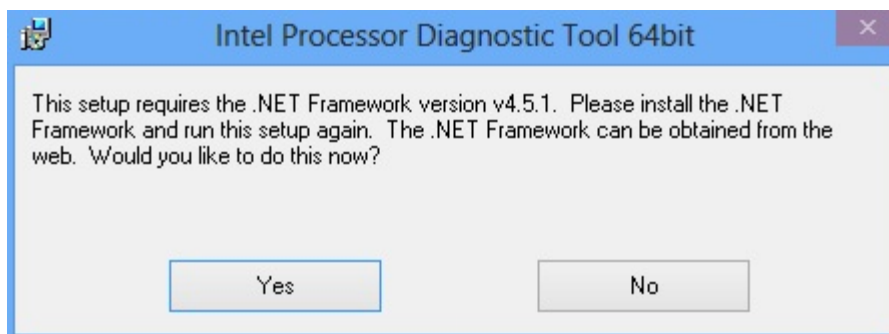 Intel Processor Diagnostic Tool 64bit
This setup requires the .NET Framework version v4.5.1.  Please install the .NET
Framework and run this setup again.  The .NET Framework can be obtained from the
web.  Would you like to do this now?
Yes
No